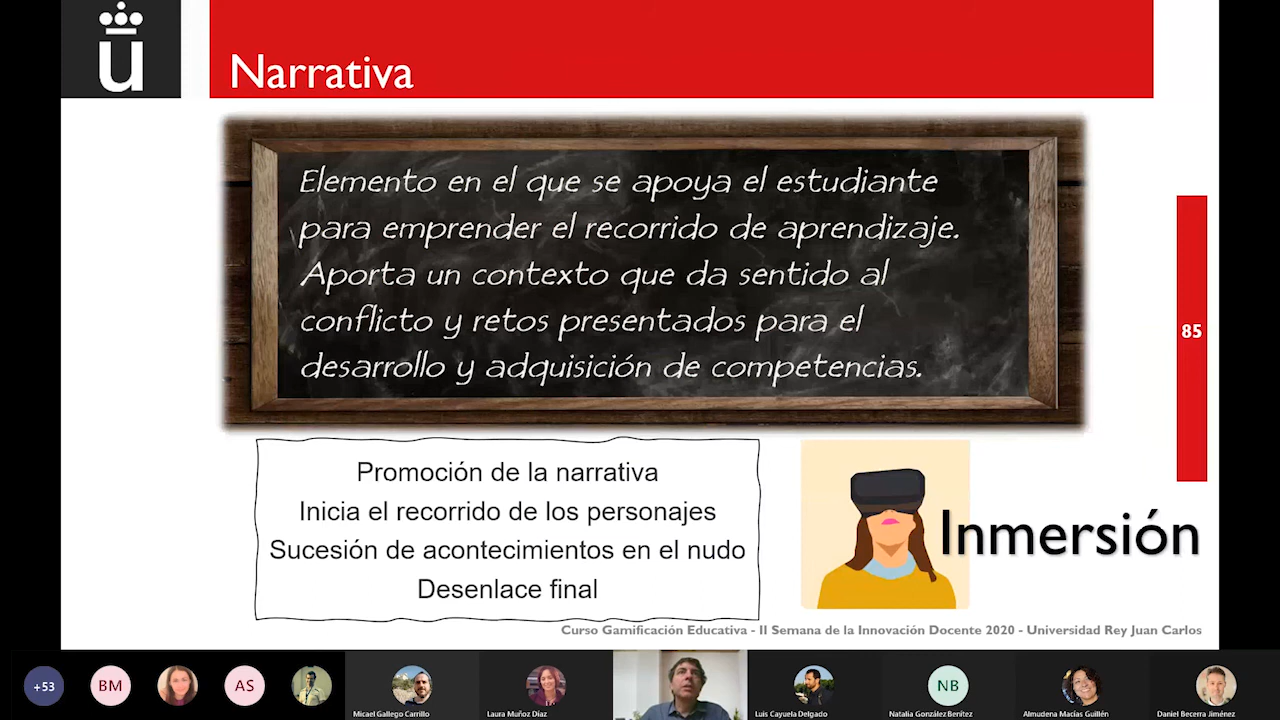 u
Narrativa
Elemento en el que se apoya el estudiante
para emprender el recorrido de aprendizaje.
Aporta un contexto que da sentido al
conflicto y retos presentados para el
desarrollo y adquisición de competencias.
85
Promoción de la narrativa
Inicia el recorrido de los personajes
Sucesión de acontecimientos en el nudo
Desenlace final
Inmersión
Curso Gamificación Educativa - II Semana de la Innovación Docente 2020 - Universidad Rey Juan Carlos
+53
BM
AS
NB
Micael Gallego Carrillo
Laura Muñoz Díaz
Luis Cayuela Delgado
Natalia González Benítez
Almudena Macías Guillén
Daniel Becerra Jiménez